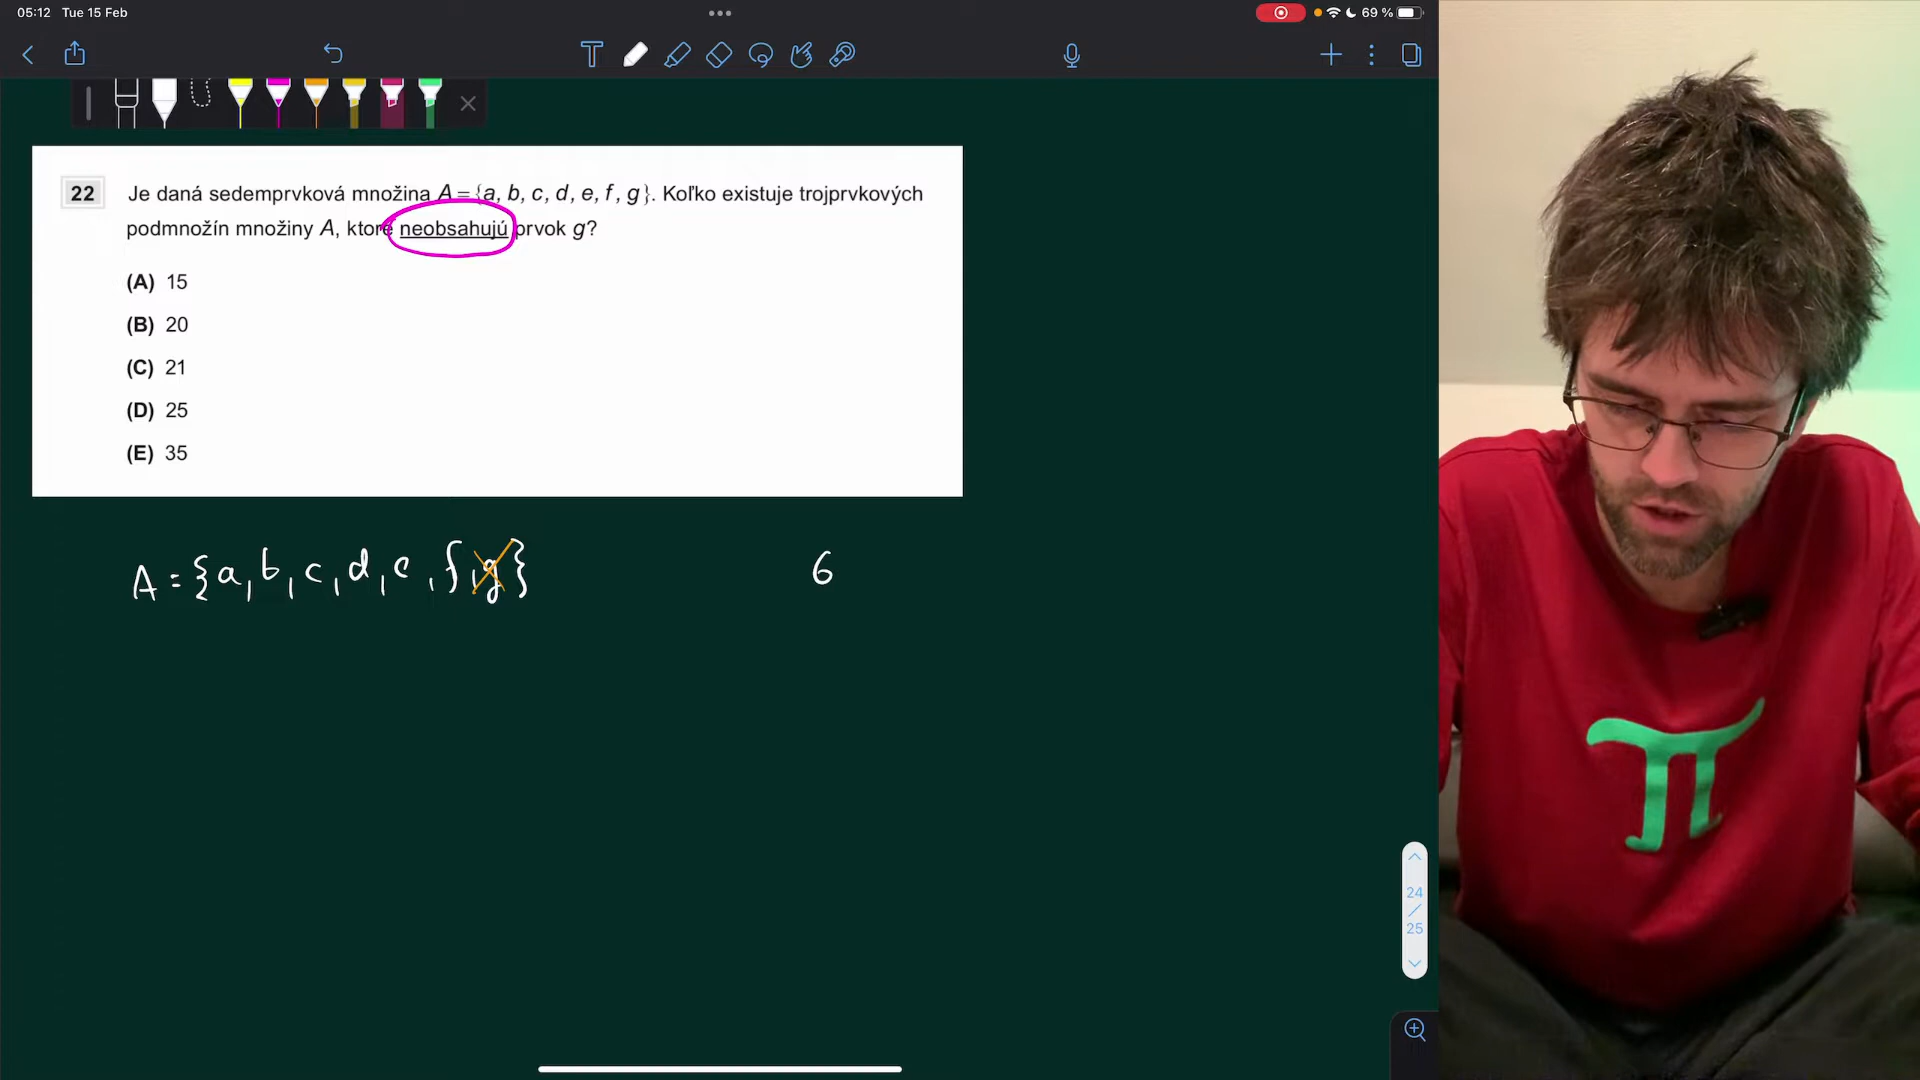 05:12 Tue 15 Feb
69 %
22 Je daná sedemprvková množina A = {a, b, c, d, e, f, g}. Koľko existuje trojprvkových
podmnožín množiny A, ktoré neobsahujú prvok g?
(A) 15
(B) 20
(C) 21
(D) 25
(E) 35
A = {a, b, c, d, e, f, g} 6
π
24
/
25